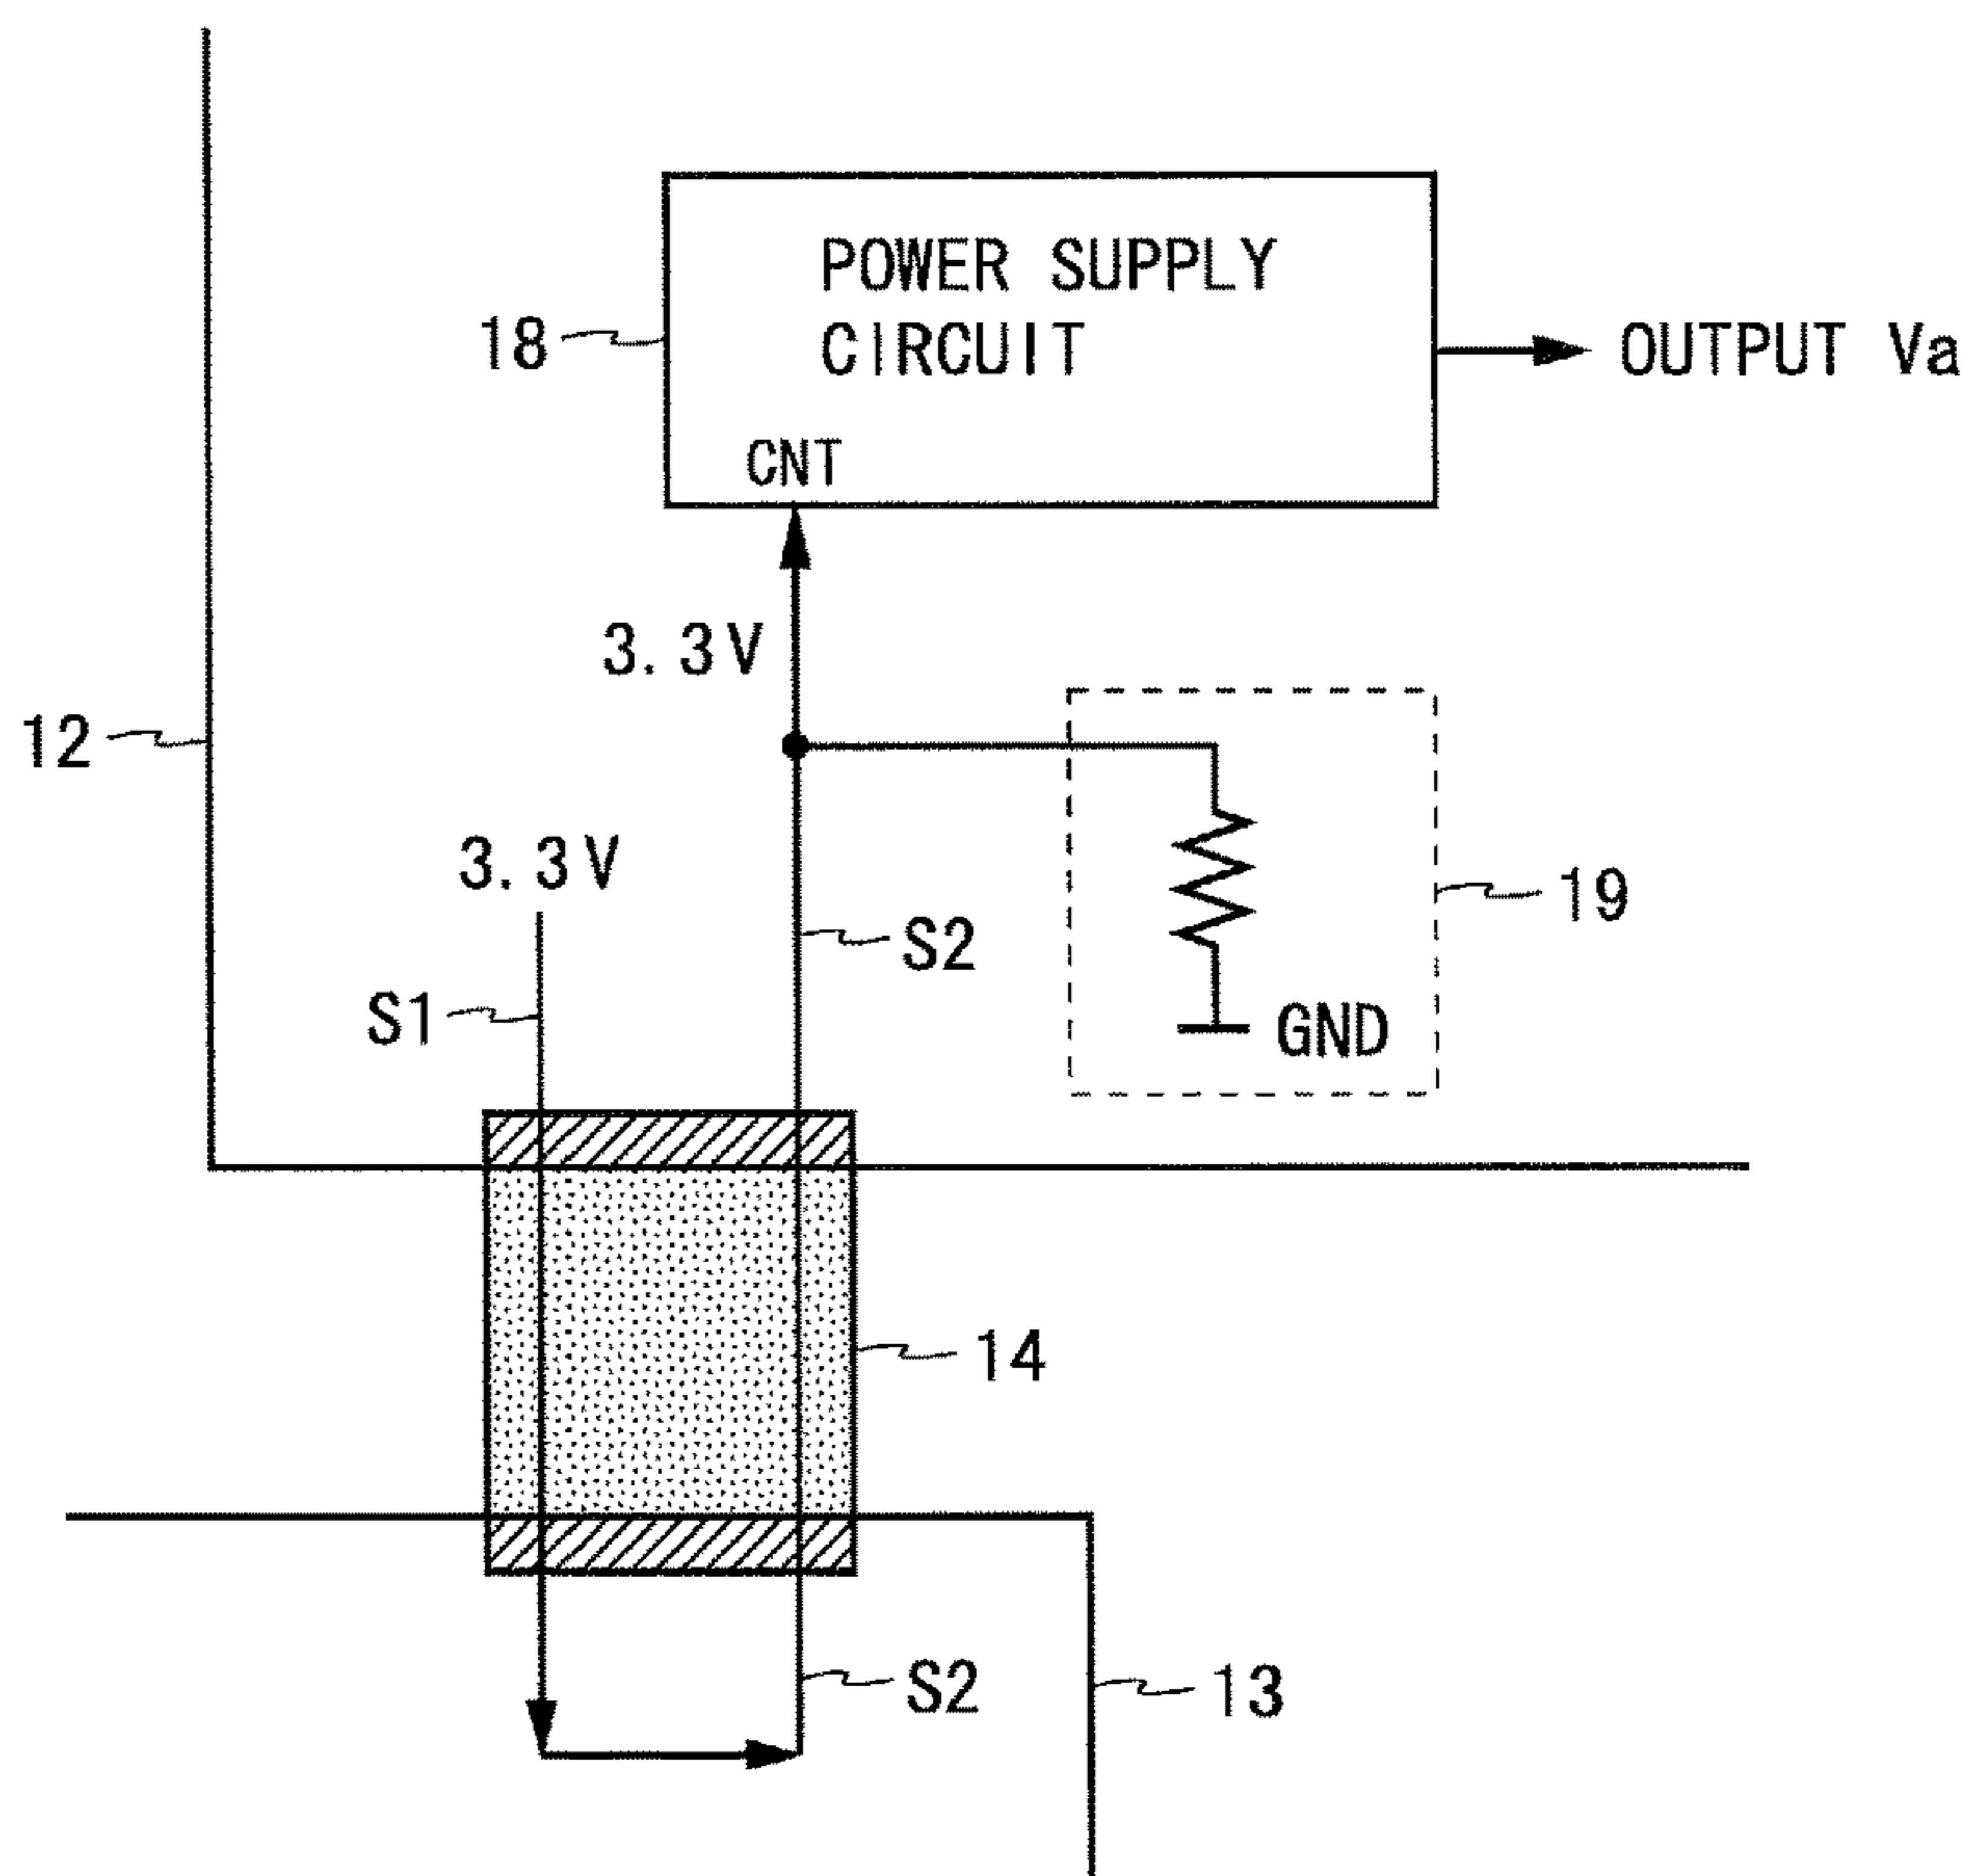 POWER SUPPLY
CIRCUIT
18
OUTPUT Va
CNT
3.3V
12
3.3V
19
S2
S1
GND
14
S2
13